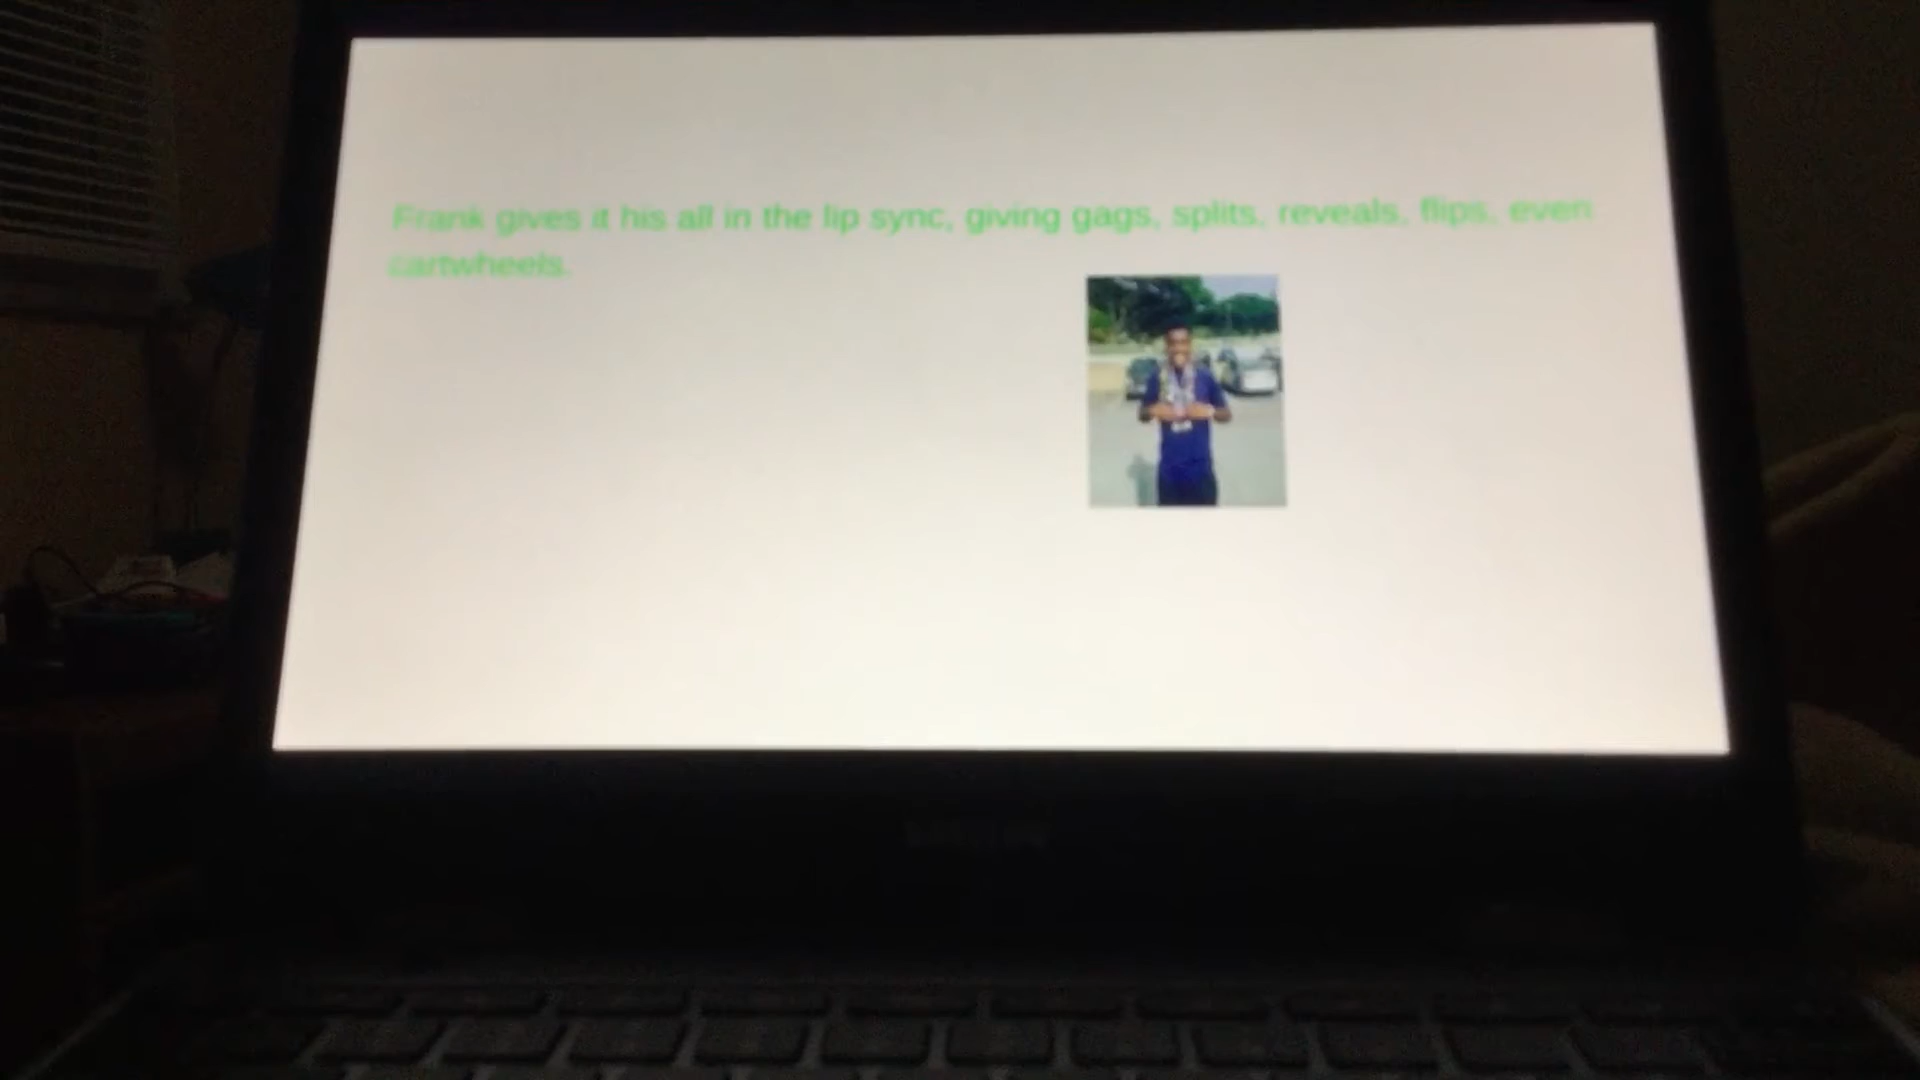 Frank gives it his all in the lip sync, giving gags, splits, reveals, flips, even
cartwheels.